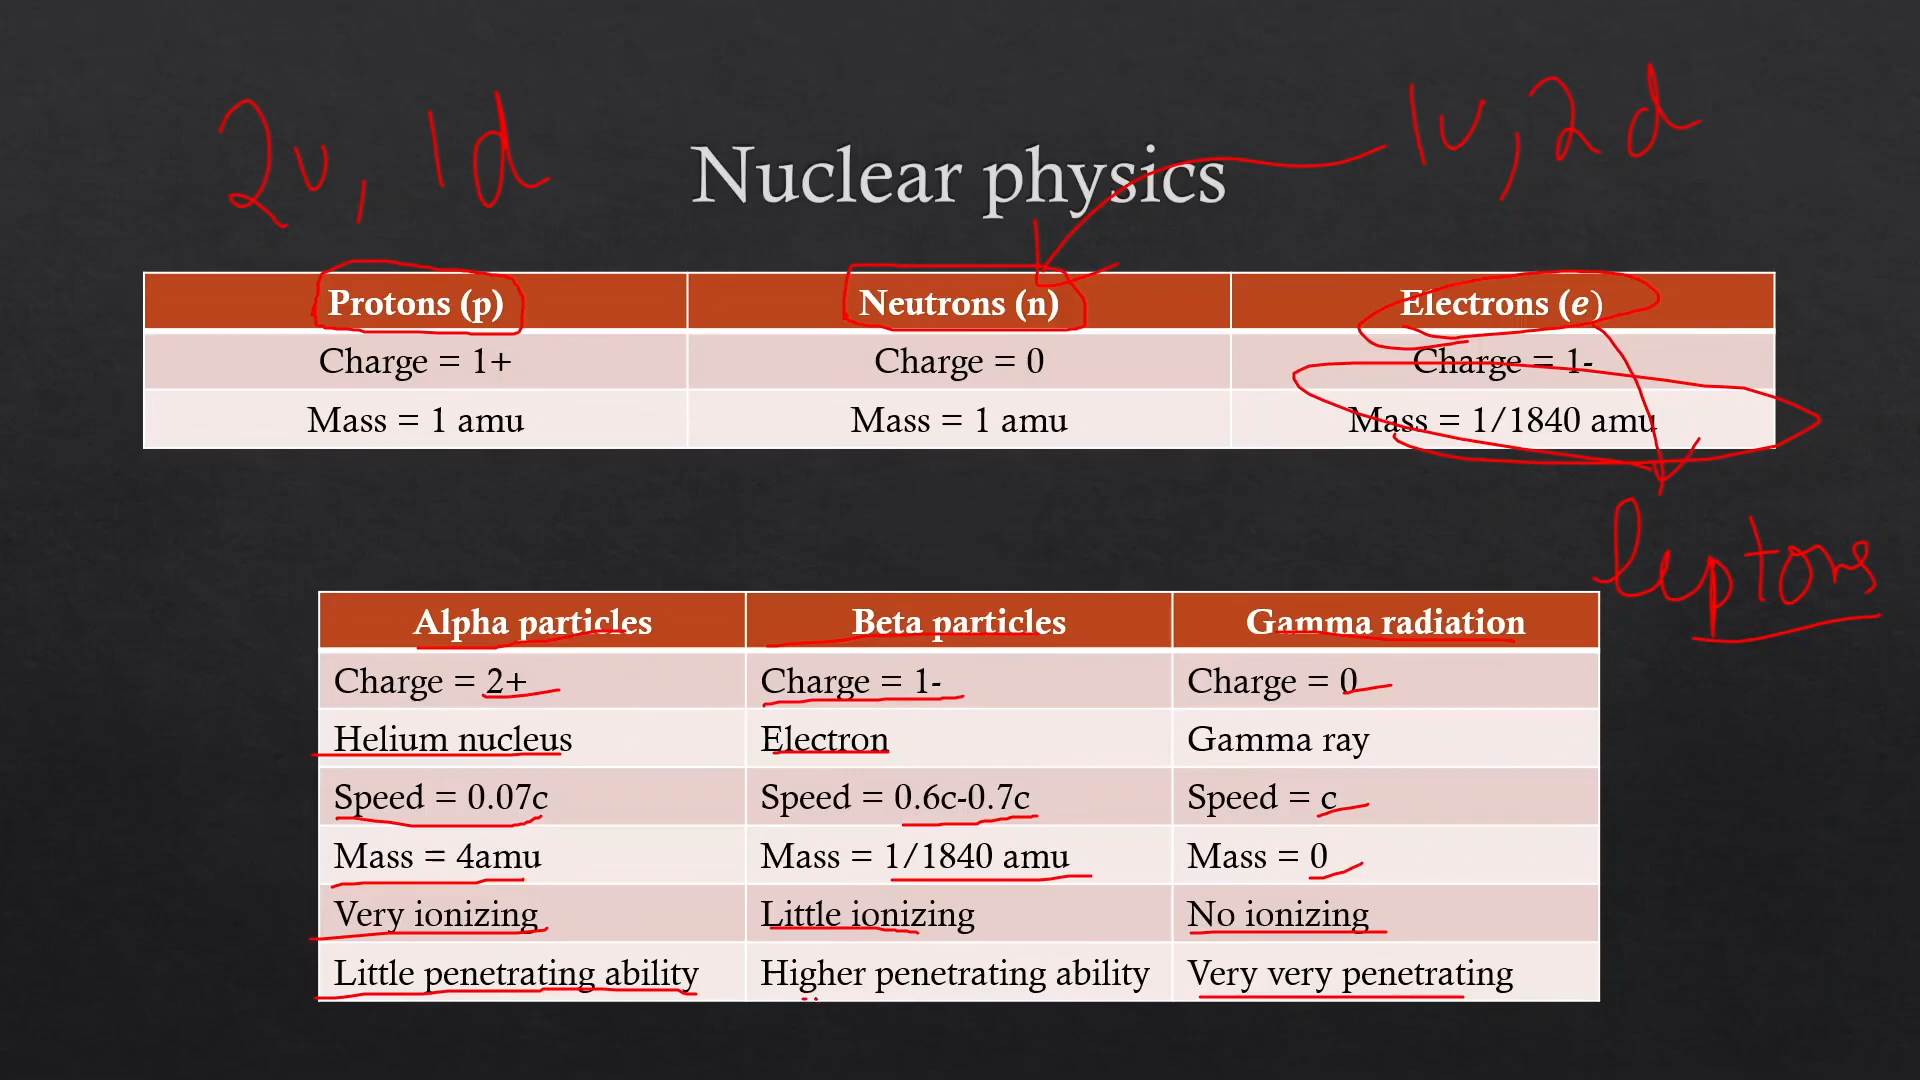 2u, 1d
1u, 2d
Nuclear physics
Protons (p) Neutrons (n) Electrons (e)
Charge = 1+ Charge = 0 Charge = 1-
Mass = 1 amu Mass = 1 amu Mass = 1/1840 amu
leptons
Alpha particles Beta particles Gamma radiation
Charge = 2+ Charge = 1- Charge = 0
Helium nucleus Electron Gamma ray
Speed = 0.07c Speed = 0.6c-0.7c Speed = c
Mass = 4amu Mass = 1/1840 amu Mass = 0
Very ionizing Little ionizing No ionizing
Little penetrating ability Higher penetrating ability Very very penetrating